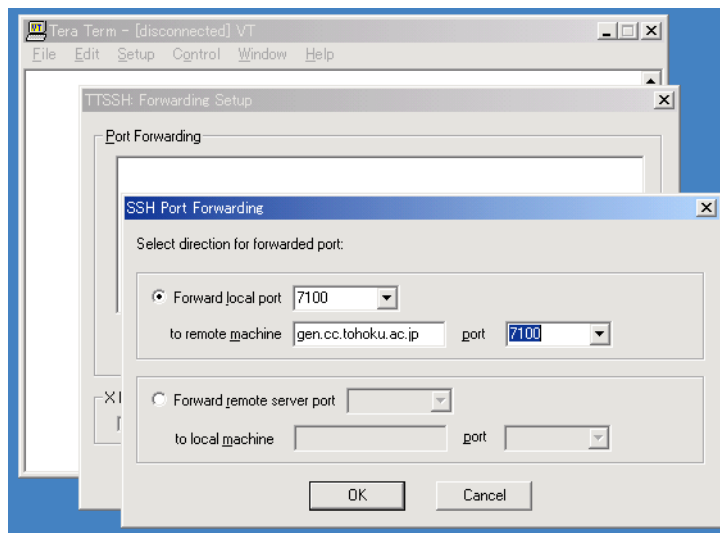 VT Tera Term - [disconnected] VT
File Edit Setup Control Window Help
TTSSH: Forwarding Setup
Port Forwarding
SSH Port Forwarding
Select direction for forwarded port:
Forward local port 7100
to remote machine gen.cc.tohoku.ac.jp port 7100
X
Forward remote server port
to local machine port
OK Cancel